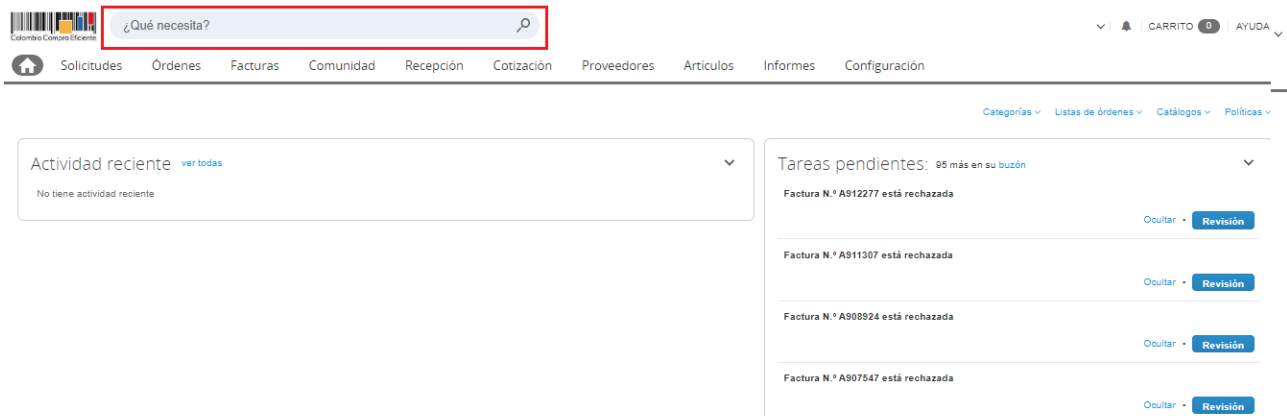 Colombia Compra Eficiente
¿Qué necesita?
CARRITO 0 AYUDA
Solicitudes Órdenes Facturas Comunidad Recepción Cotización Proveedores Artículos Informes Configuración
Categorías Listas de órdenes Catálogos Políticas
Actividad reciente ver todas
No tiene actividad reciente
Tareas pendientes: 95 más en su buzón
Factura N.º A912277 está rechazada
Ocultar • Revisión
Factura N.º A911307 está rechazada
Ocultar • Revisión
Factura N.º A908924 está rechazada
Ocultar • Revisión
Factura N.º A907547 está rechazada
Ocultar • Revisión